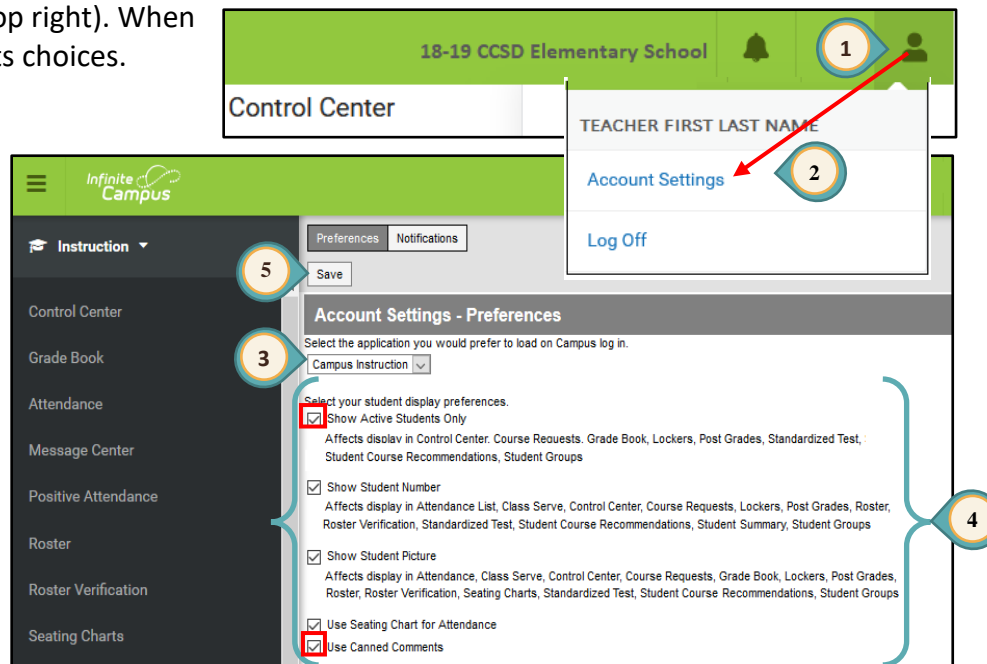 op right). When
ts choices.
18-19 CCSD Elementary School
1
Control Center
TEACHER FIRST LAST NAME
Account Settings
2
Log Off
Infinite
Campus
Instruction
Preferences Notifications
5
Save
Control Center
Account Settings - Preferences
Select the application you would prefer to load on Campus log in.
Grade Book
3
Campus Instruction
Attendance
Select your student display preferences.
Show Active Students Only
Affects display in Control Center. Course Requests. Grade Book, Lockers, Post Grades, Standardized Test,
Student Course Recommendations, Student Groups
Message Center
Show Student Number
Affects display in Attendance List, Class Serve, Control Center, Course Requests, Lockers, Post Grades, Roster,
Roster Verification, Standardized Test, Student Course Recommendations, Student Summary, Student Groups
Positive Attendance
4
Roster
Show Student Picture
Affects display in Attendance, Class Serve, Control Center, Course Requests, Grade Book, Lockers, Post Grades,
Roster, Roster Verification, Seating Charts, Standardized Test, Student Course Recommendations, Student Groups
Roster Verification
Use Seating Chart for Attendance
Seating Charts
Use Canned Comments